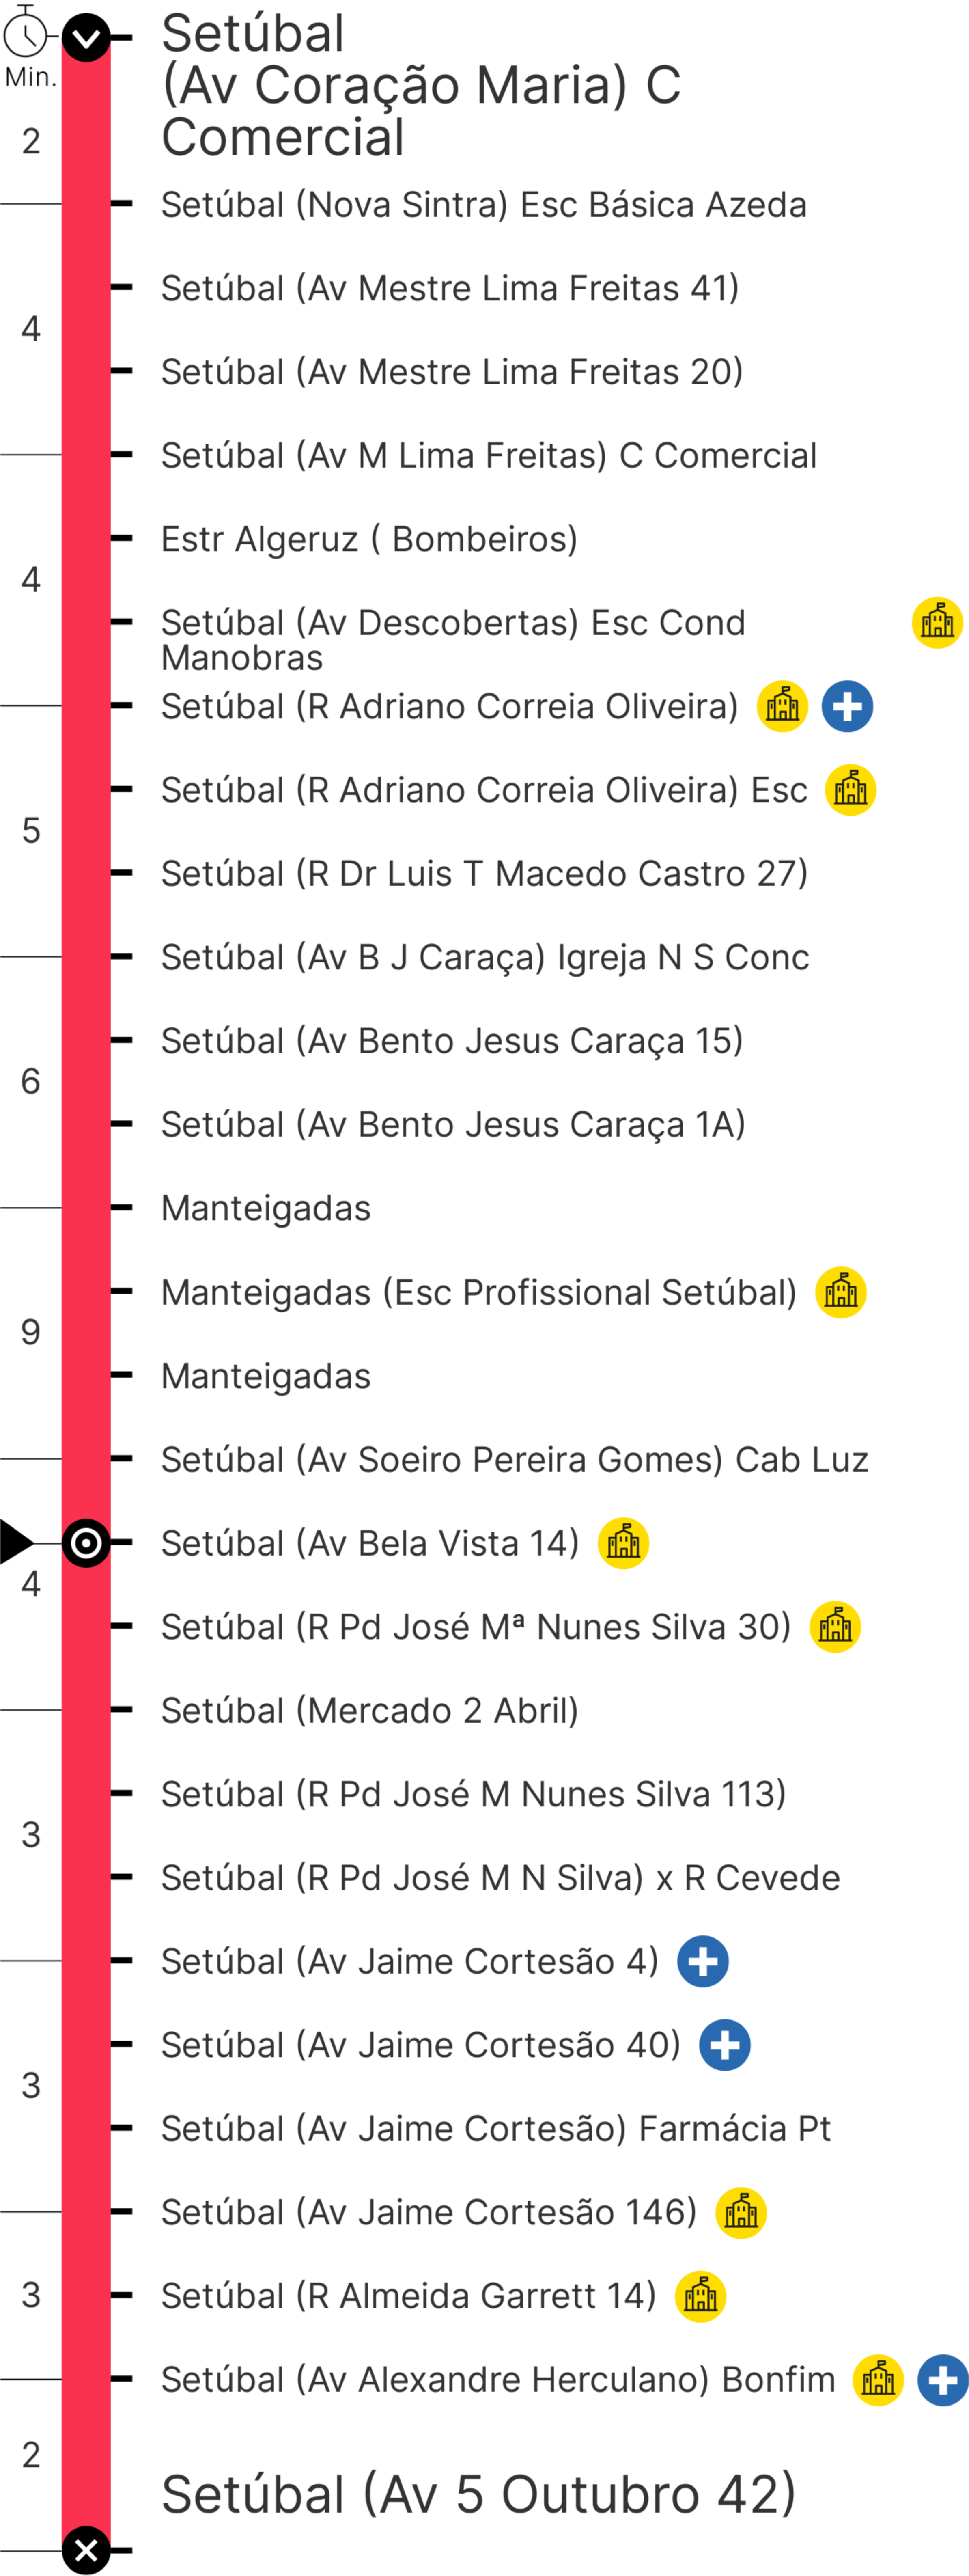 Setúbal
(Av Coração Maria) C
Comercial
Min.
2
Setúbal (Nova Sintra) Esc Básica Azeda
Setúbal (Av Mestre Lima Freitas 41)
4
Setúbal (Av Mestre Lima Freitas 20)
Setúbal (Av M Lima Freitas) C Comercial
Estr Algeruz ( Bombeiros)
4
Setúbal (Av Descobertas) Esc Cond
Manobras
Setúbal (R Adriano Correia Oliveira)
Setúbal (R Adriano Correia Oliveira) Esc
5
Setúbal (R Dr Luis T Macedo Castro 27)
Setúbal (Av B J Caraça) Igreja N S Conc
Setúbal (Av Bento Jesus Caraça 15)
6
Setúbal (Av Bento Jesus Caraça 1A)
Manteigadas
Manteigadas (Esc Profissional Setúbal)
9
Manteigadas
Setúbal (Av Soeiro Pereira Gomes) Cab Luz
Setúbal (Av Bela Vista 14)
4
Setúbal (R Pd José Mª Nunes Silva 30)
Setúbal (Mercado 2 Abril)
Setúbal (R Pd José M Nunes Silva 113)
3
Setúbal (R Pd José M N Silva) x R Cevede
Setúbal (Av Jaime Cortesão 4)
Setúbal (Av Jaime Cortesão 40)
3
Setúbal (Av Jaime Cortesão) Farmácia Pt
Setúbal (Av Jaime Cortesão 146)
3
Setúbal (R Almeida Garrett 14)
Setúbal (Av Alexandre Herculano) Bonfim
2
Setúbal (Av 5 Outubro 42)